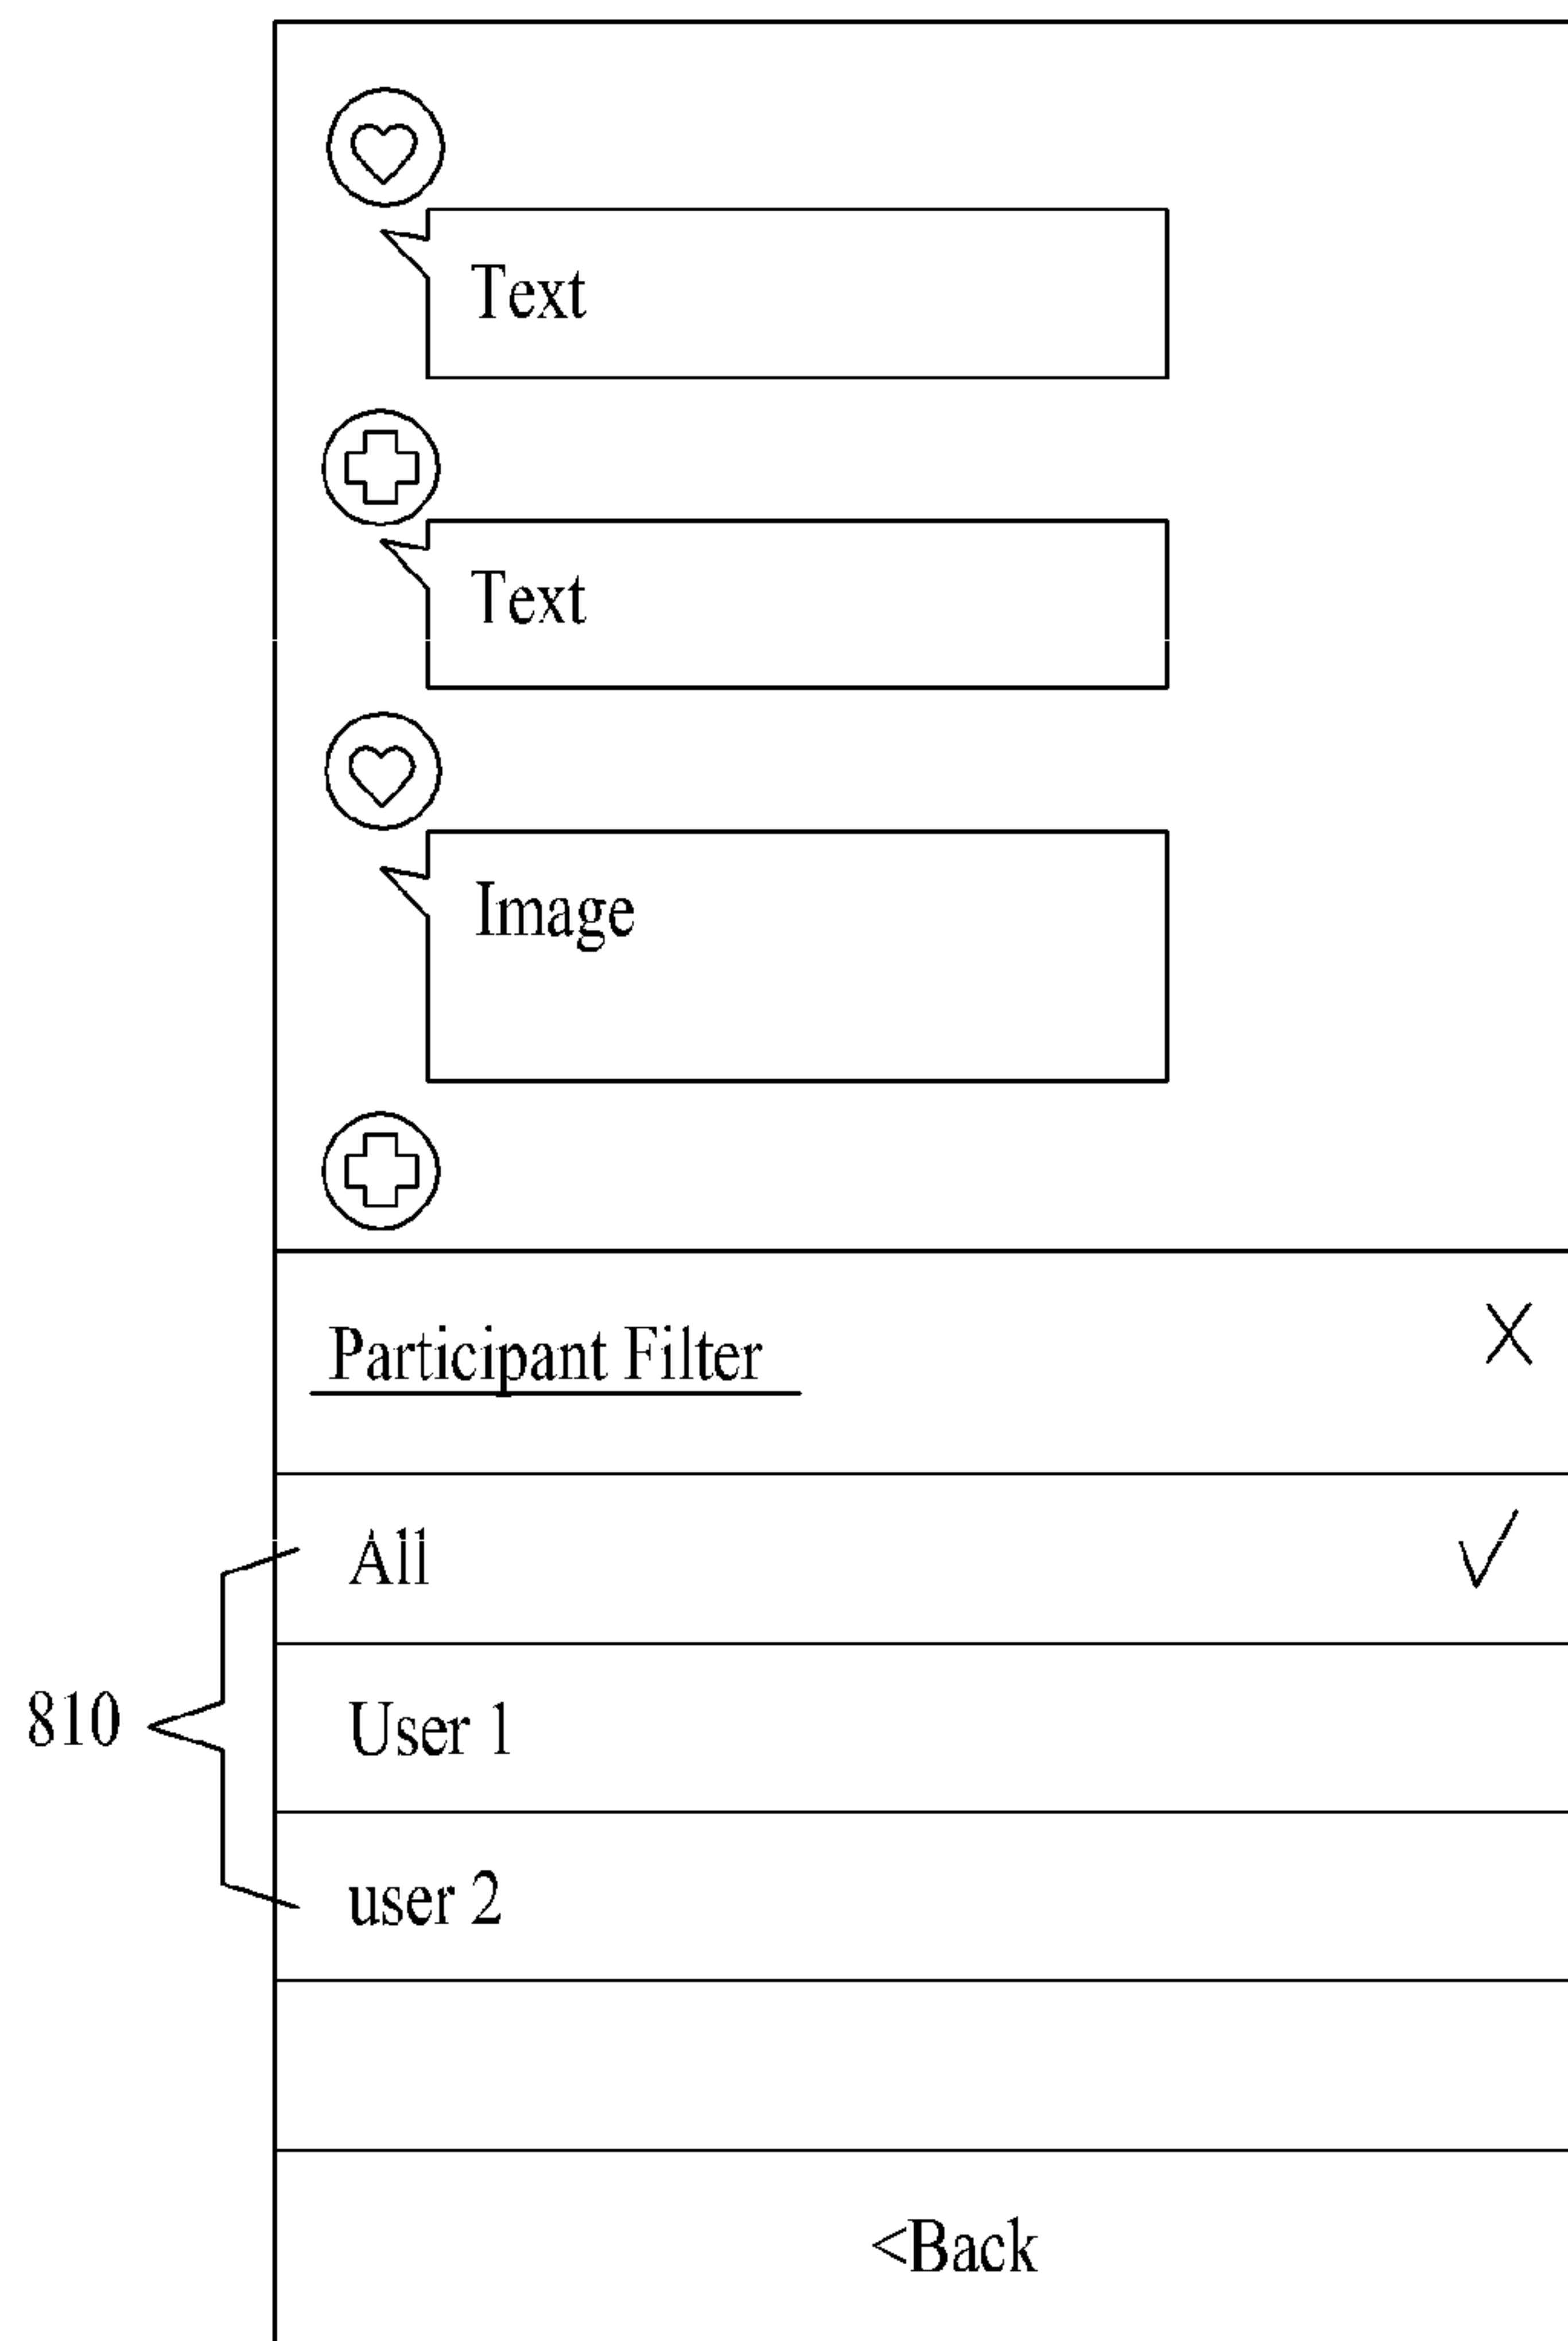 Text
Text
Image
Participant Filter X
All
810
User 1
user 2
<Back